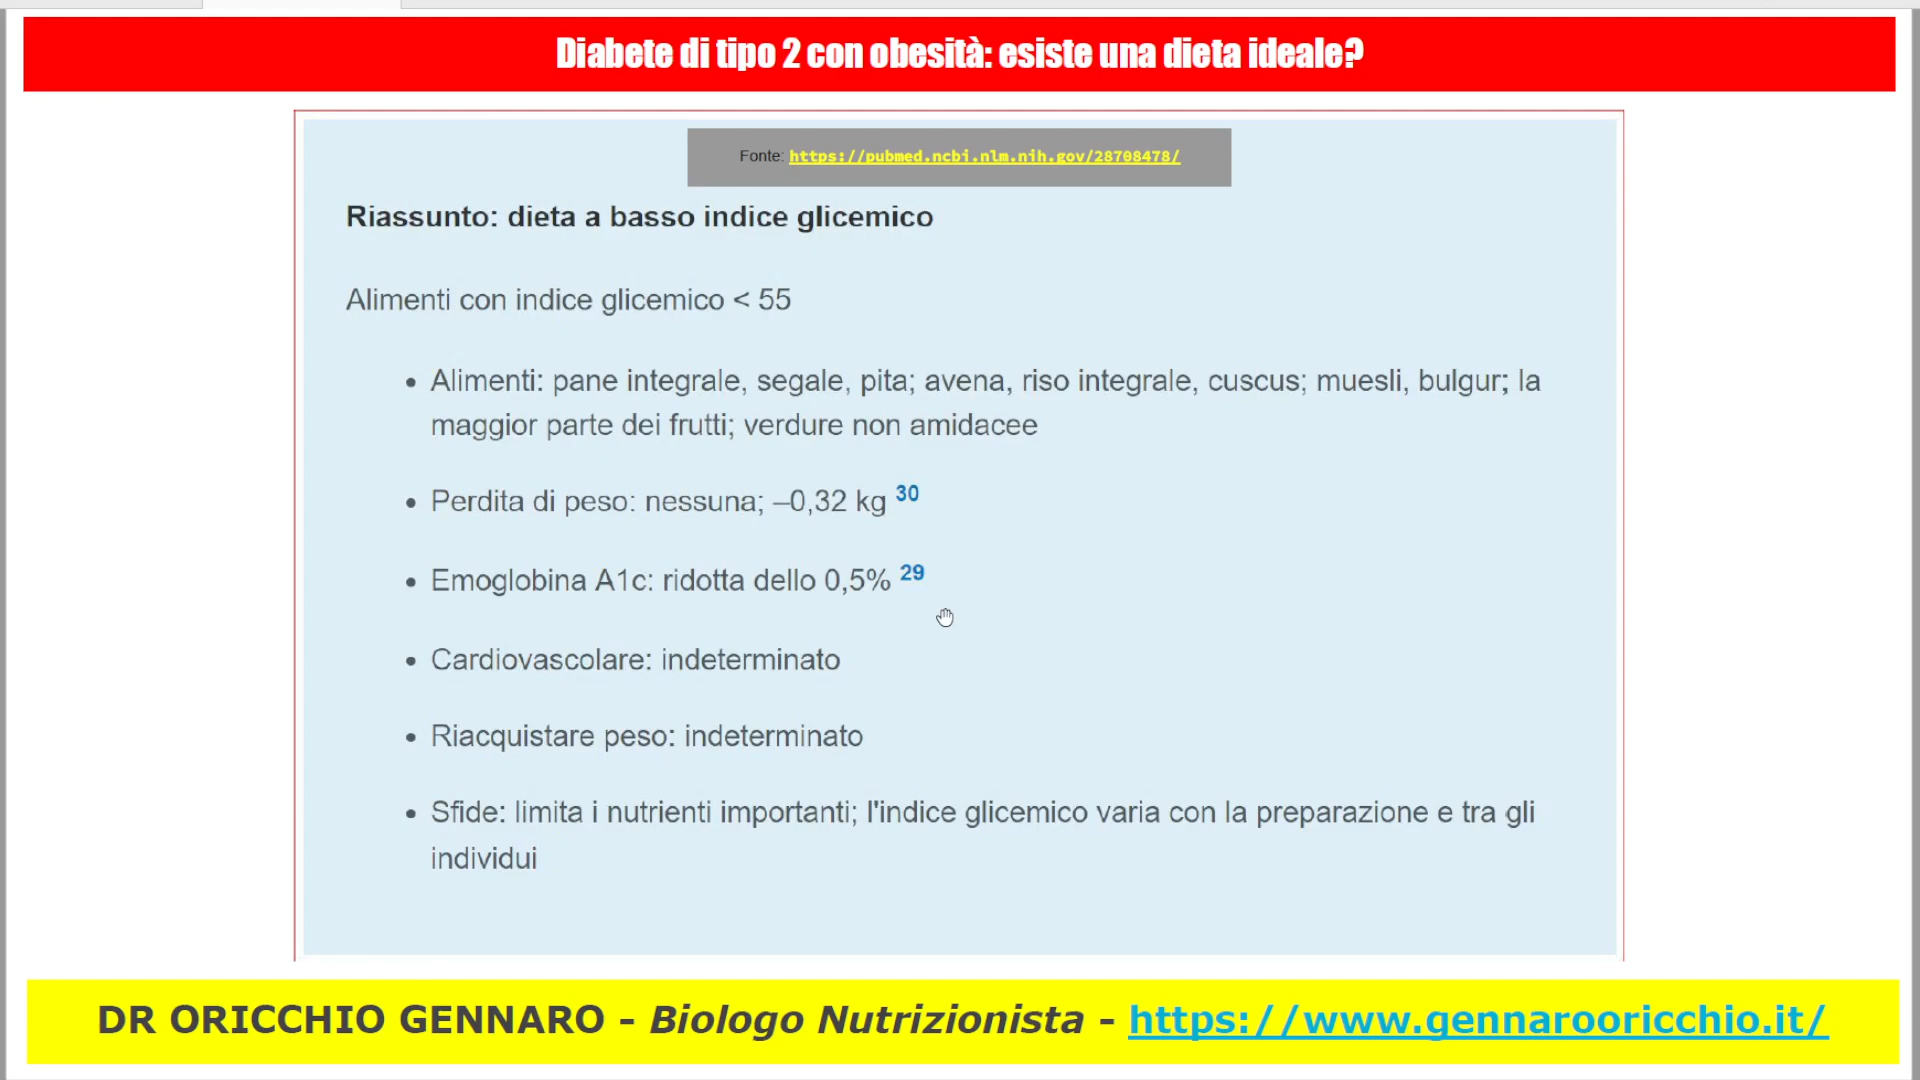 Diabete di tipo 2 con obesità: esiste una dieta ideale?
Fonte: https://pubmed.ncbi.nlm.nih.gov/28708478/
Riassunto: dieta a basso indice glicemico
Alimenti con indice glicemico < 55
• Alimenti: pane integrale, segale, pita; avena, riso integrale, cuscus; muesli, bulgur; la
maggior parte dei frutti; verdure non amidacee
• Perdita di peso: nessuna; –0,32 kg 30
• Emoglobina A1c: ridotta dello 0,5% 29
• Cardiovascolare: indeterminato
• Riacquistare peso: indeterminato
• Sfide: limita i nutrienti importanti; l'indice glicemico varia con la preparazione e tra gli
individui
DR ORICCHIO GENNARO - Biologo Nutrizionista - https://www.gennarooricchio.it/